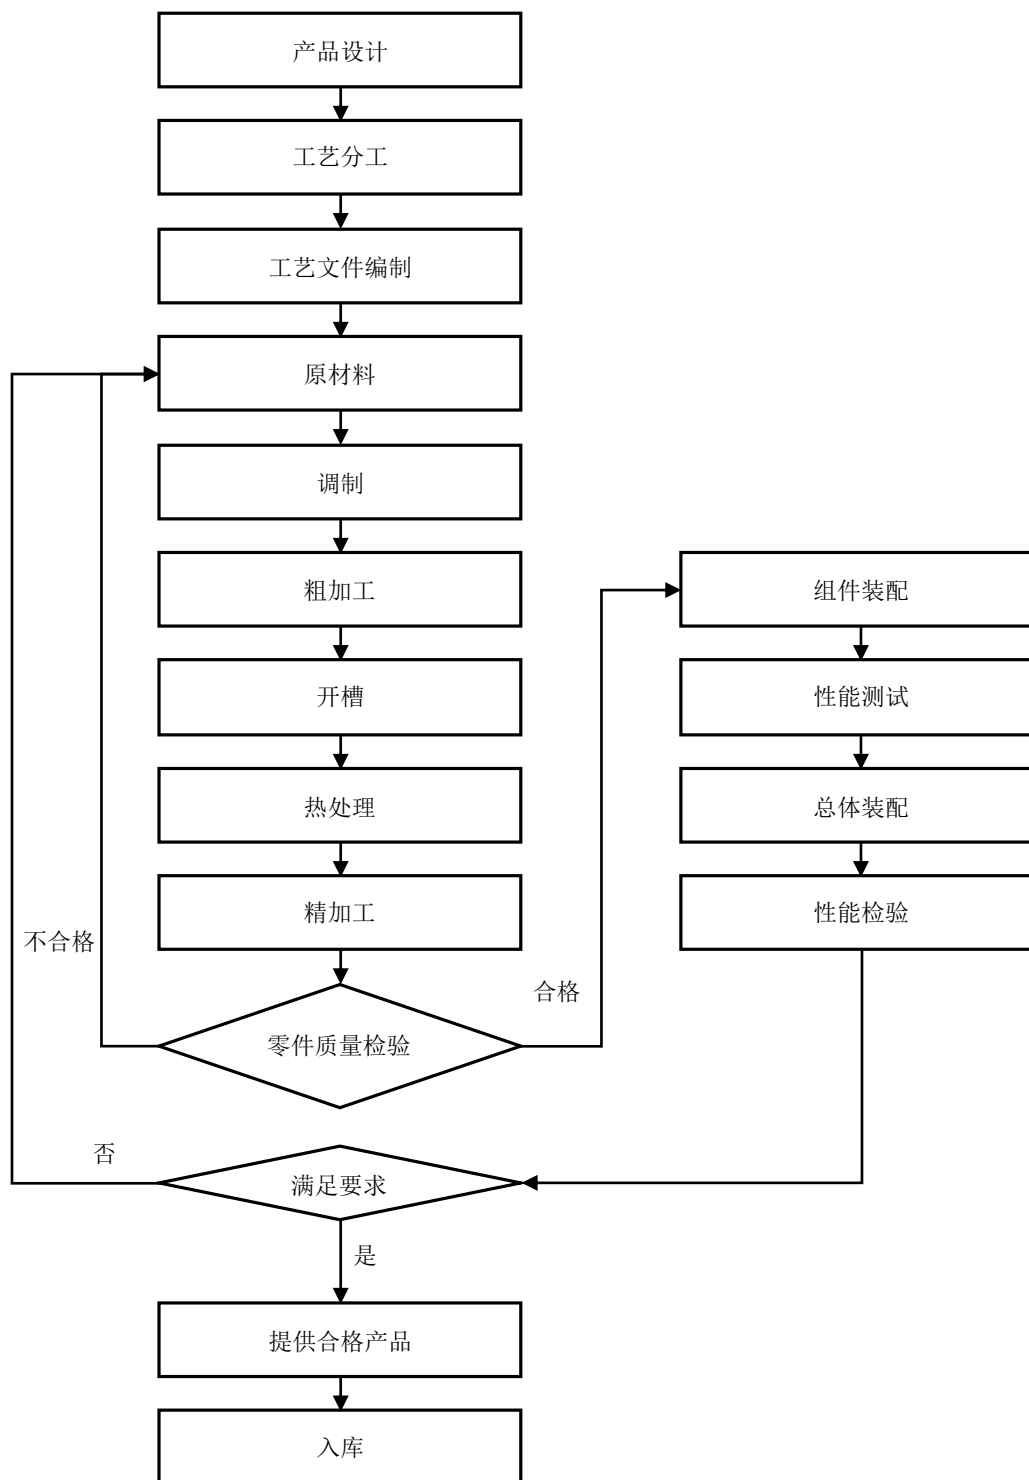 产品设计
工艺分工
工艺文件编制
原材料
调制
粗加工
开槽
热处理
精加工
零件质量检验
不合格
合格
组件装配
性能测试
总体装配
性能检验
满足要求
否
是
提供合格产品
入库